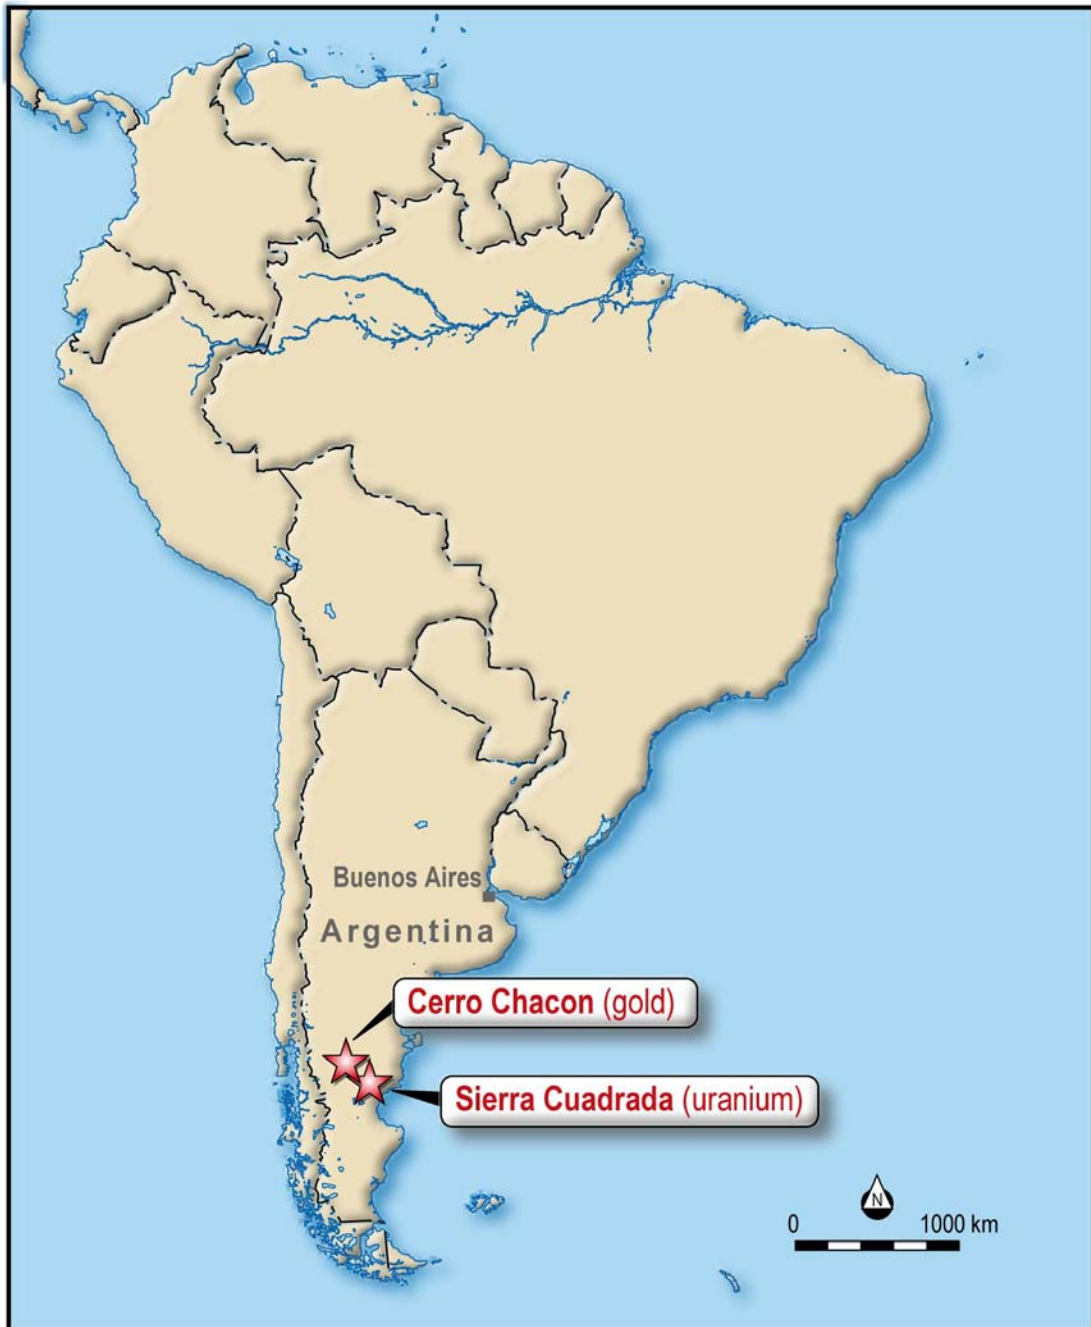 Buenos Aires
Argentina
Cerro Chacon (gold)
Sierra Cuadrada (uranium)
N
0 1000 km